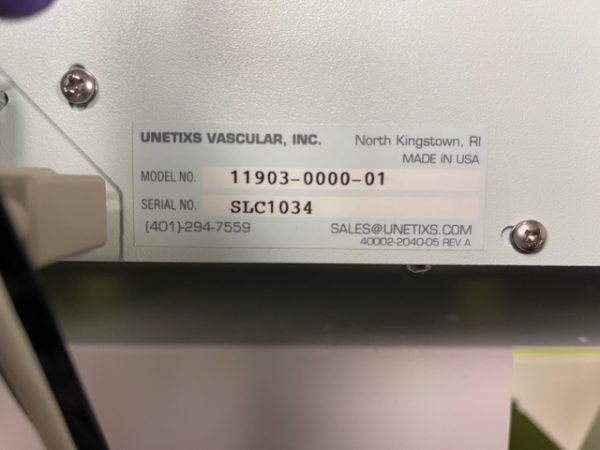 UNETIXS VASCULAR, INC. North Kingstown, RI
MADE IN USA
MODEL NO. 11903-0000-01
SERIAL NO. SLC1034
(401)-294-7559 SALES@UNETIXS.COM
40002-2040-05 REV A